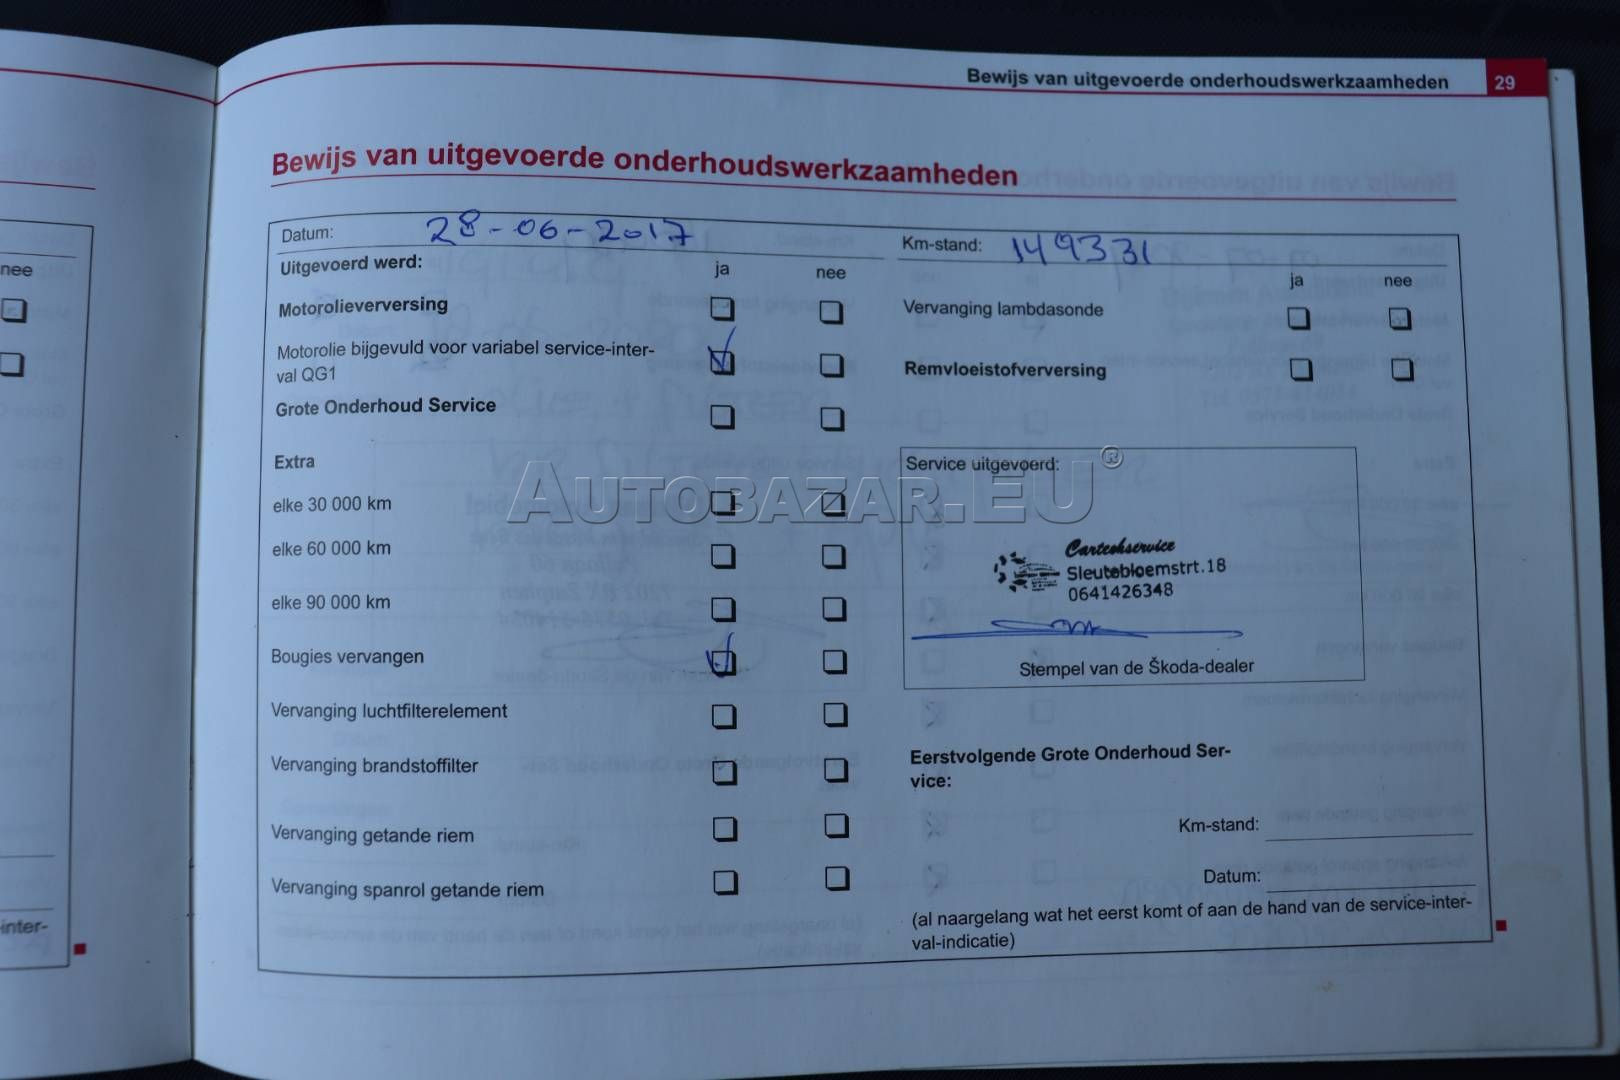 Bewijs van uitgevoerde onderhoudswerkzaamheden 29
Bewijs van uitgevoerde onderhoudswerkzaamheden
Datum: 28-06-2017
Km-stand: 149331
Uitgevoerd werd: ja nee
ja nee
Motorolieverversing
Motorolie bijgevuld voor variabel service-inter-
val QG1
Grote Onderhoud Service
Extra
elke 30 000 km
elke 60 000 km
elke 90 000 km
Bougies vervangen
Vervanging luchtfilterelement
Vervanging brandstoffilter
Vervanging getande riem
Vervanging spanrol getande riem
Vervanging lambdasonde
Remvloeistofverversing
Service uitgevoerd:
Cartechservice
Sleutebloemstrt.18
0641426348
Stempel van de Škoda-dealer
Eerstvolgende Grote Onderhoud Ser-
vice:
Km-stand:
Datum:
(al naargelang wat het eerst komt of aan de hand van de service-inter-
val-indicatie)
nee
-inter-
AUTOBAZAR.EU®